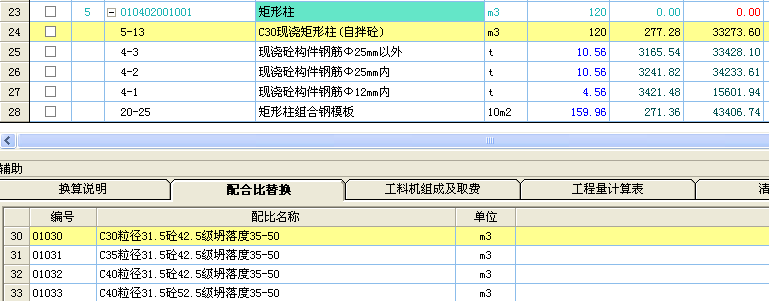 23 5 010402001001 矩形柱 m3 120 0.00 0.00
24 5-13 C30现浇矩形柱(自拌砼) m3 120 277.28 33273.60
25 4-3 现浇砼构件钢筋Φ25mm以外 t 10.56 3165.54 33428.10
26 4-2 现浇砼构件钢筋Φ25mm内 t 10.56 3241.82 34233.61
27 4-1 现浇砼构件钢筋Φ12mm内 t 4.56 3421.48 15601.94
28 20-25 矩形柱组合钢模板 10m2 159.96 271.36 43406.74
辅助
换算说明 配合比替换 工料机组成及取费 工程量计算表 清
编号 配比名称 单位
30 01030 C30粒径31.5砼42.5级坍落度35-50 m3
31 01031 C35粒径31.5砼42.5级坍落度35-50 m3
32 01032 C40粒径31.5砼42.5级坍落度35-50 m3
33 01033 C40粒径31.5砼52.5级坍落度35-50 m3